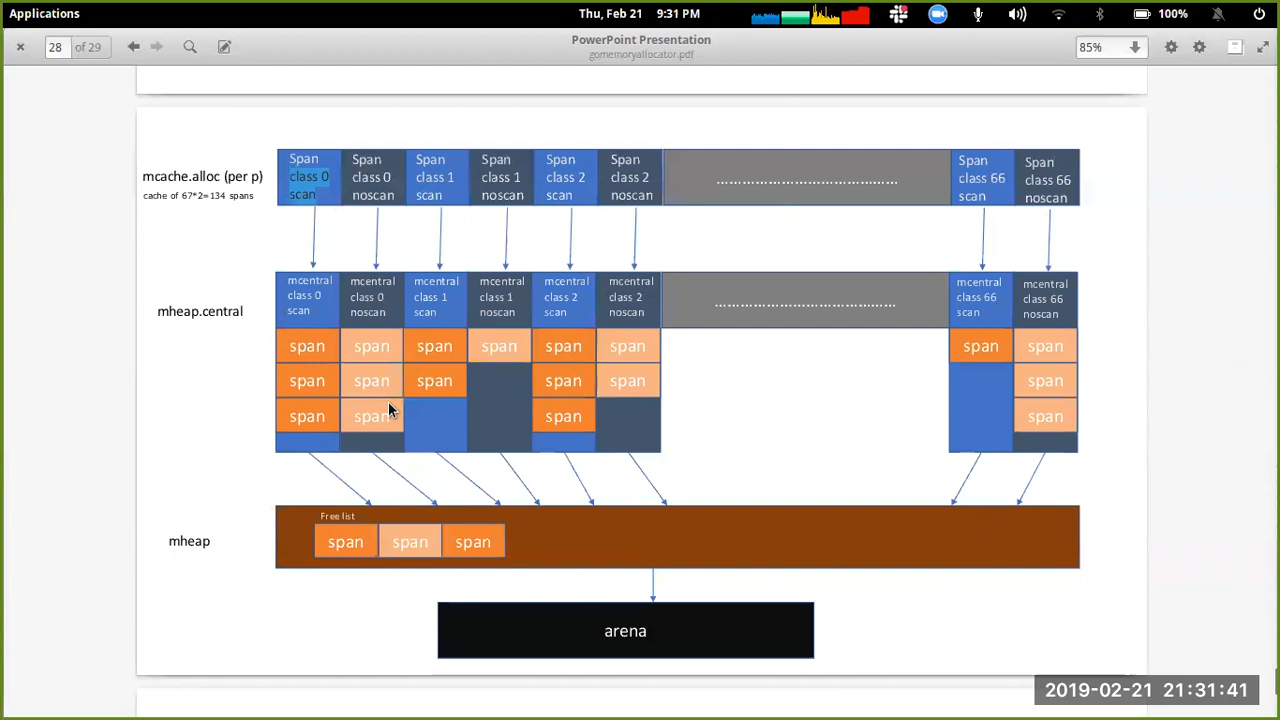 Applications
Thu, Feb 21 9:31 PM
100%
28 of 29
PowerPoint Presentation
gomemoryallocator.pdf
85%
mcache.alloc (per p)
cache of 67*2=134 spans
Span class 0 scan
Span class 0 noscan
Span class 1 scan
Span class 1 noscan
Span class 2 scan
Span class 2 noscan
.......................................
Span class 66 scan
Span class 66 noscan
mheap.central
mcentral class 0 scan
mcentral class 0 noscan
mcentral class 1 scan
mcentral class 1 noscan
mcentral class 2 scan
mcentral class 2 noscan
.......................................
mcentral class 66 scan
mcentral class 66 noscan
span span span span span span span span
span span span span span span
span span span span
mheap
Free list
span span span
arena
2019-02-21 21:31:41